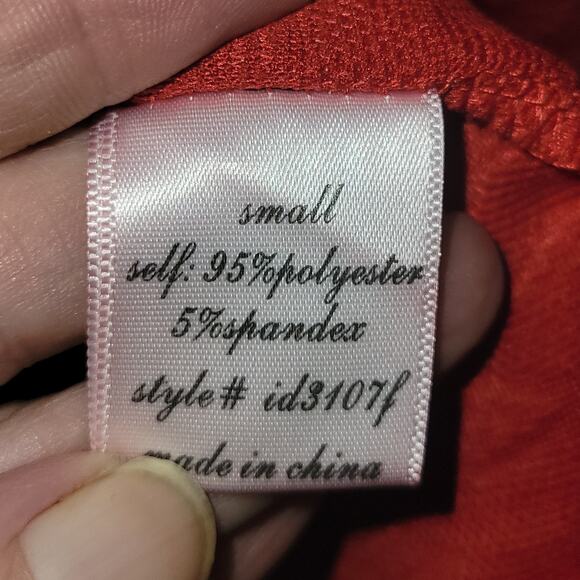 small
self: 95%polyester
5%spandex
style# id3107f
made in china